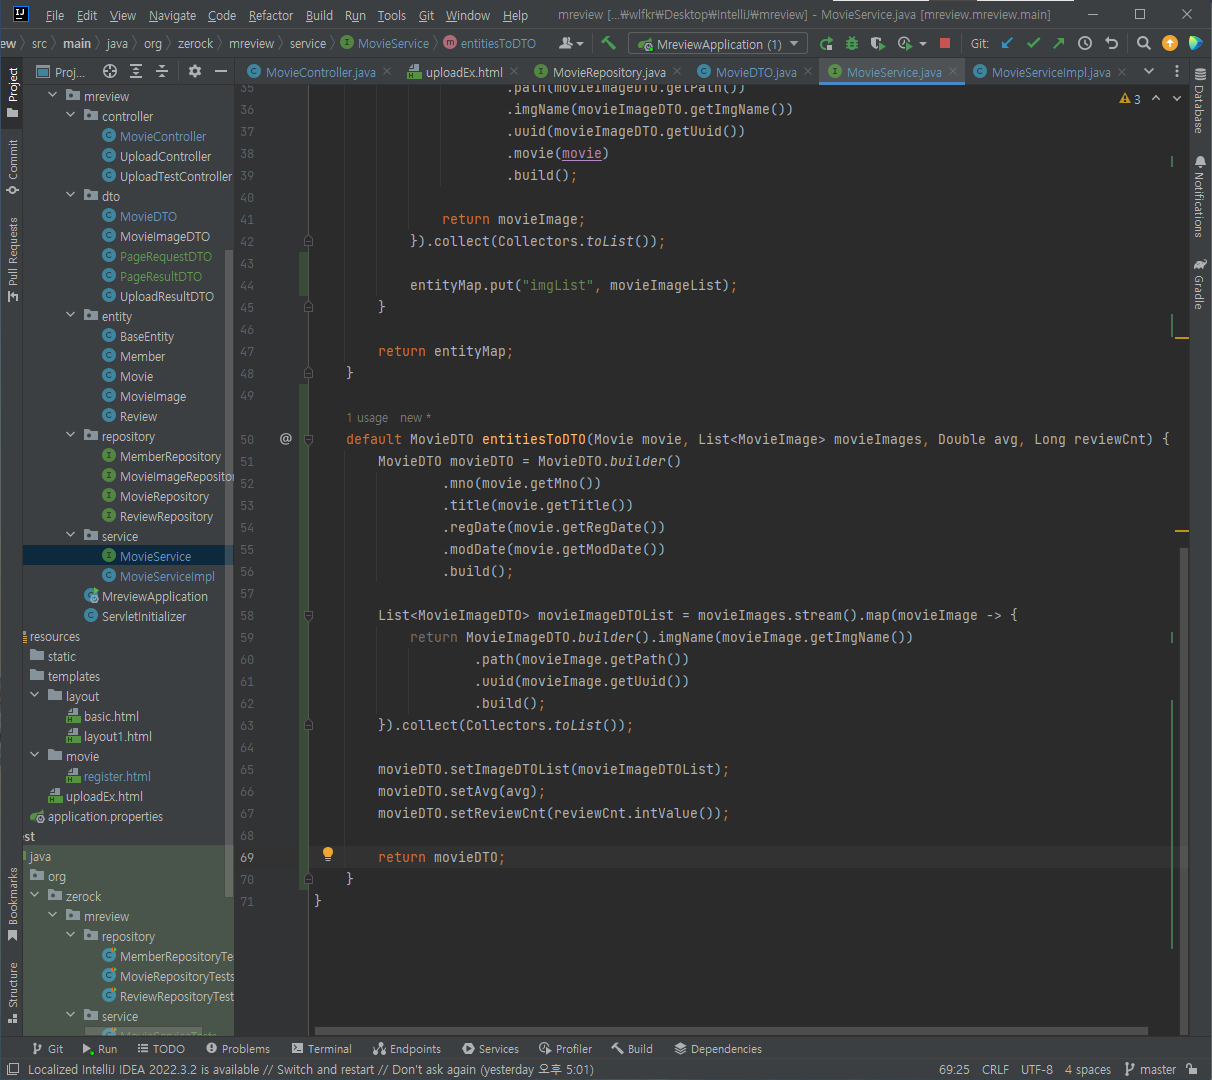 File Edit View Navigate Code Refactor Build Run Tools Git Window Help mreview [...₩wlfkr₩Desktop₩IntelliJ₩mreview] - MovieService.java [mreview.mreview.main]
ew src main java org zerock mreview service MovieService entitiesToDTO MreviewApplication (1) Git:
Proj... MovieController.java uploadEx.html MovieRepository.java MovieDTO.java MovieService.java MovieServiceImpl.java
Project
Commit
Pull Requests
Bookmarks
Structure
mreview
controller
MovieController
UploadController
UploadTestController
dto
MovieDTO
MovieImageDTO
PageRequestDTO
PageResultDTO
UploadResultDTO
entity
BaseEntity
Member
Movie
MovieImage
Review
repository
MemberRepository
MovieImageRepositor
MovieRepository
ReviewRepository
service
MovieService
MovieServiceImpl
MreviewApplication
ServletInitializer
resources
static
templates
layout
basic.html
layout1.html
movie
register.html
uploadEx.html
application.properties
st
java
org
zerock
mreview
repository
MemberRepositoryTe
MovieRepositoryTests
ReviewRepositoryTest
service
MovieServiceTests
3
35 .path(movieImageDTO.getPath())
36 .imgName(movieImageDTO.getImgName())
37 .uuid(movieImageDTO.getUuid())
38 .movie(movie)
39 .build();
40
41 return movieImage;
42 }).collect(Collectors.toList());
43
44 entityMap.put("imgList", movieImageList);
45 }
46
47 return entityMap;
48 }
49
1 usage new *
50 @ default MovieDTO entitiesToDTO(Movie movie, List<MovieImage> movieImages, Double avg, Long reviewCnt) {
51 MovieDTO movieDTO = MovieDTO.builder()
52 .mno(movie.getMno())
53 .title(movie.getTitle())
54 .regDate(movie.getRegDate())
55 .modDate(movie.getModDate())
56 .build();
57
58 List<MovieImageDTO> movieImageDTOList = movieImages.stream().map(movieImage -> {
59 return MovieImageDTO.builder().imgName(movieImage.getImgName())
60 .path(movieImage.getPath())
61 .uuid(movieImage.getUuid())
62 .build();
63 }).collect(Collectors.toList());
64
65 movieDTO.setImageDTOList(movieImageDTOList);
66 movieDTO.setAvg(avg);
67 movieDTO.setReviewCnt(reviewCnt.intValue());
68
69 return movieDTO;
70 }
71 }
Database
Notifications
Gradle
Git Run TODO Problems Terminal Endpoints Services Profiler Build Dependencies
Localized IntelliJ IDEA 2022.3.2 is available // Switch and restart // Don't ask again (yesterday 오후 5:01) 69:25 CRLF UTF-8 4 spaces master